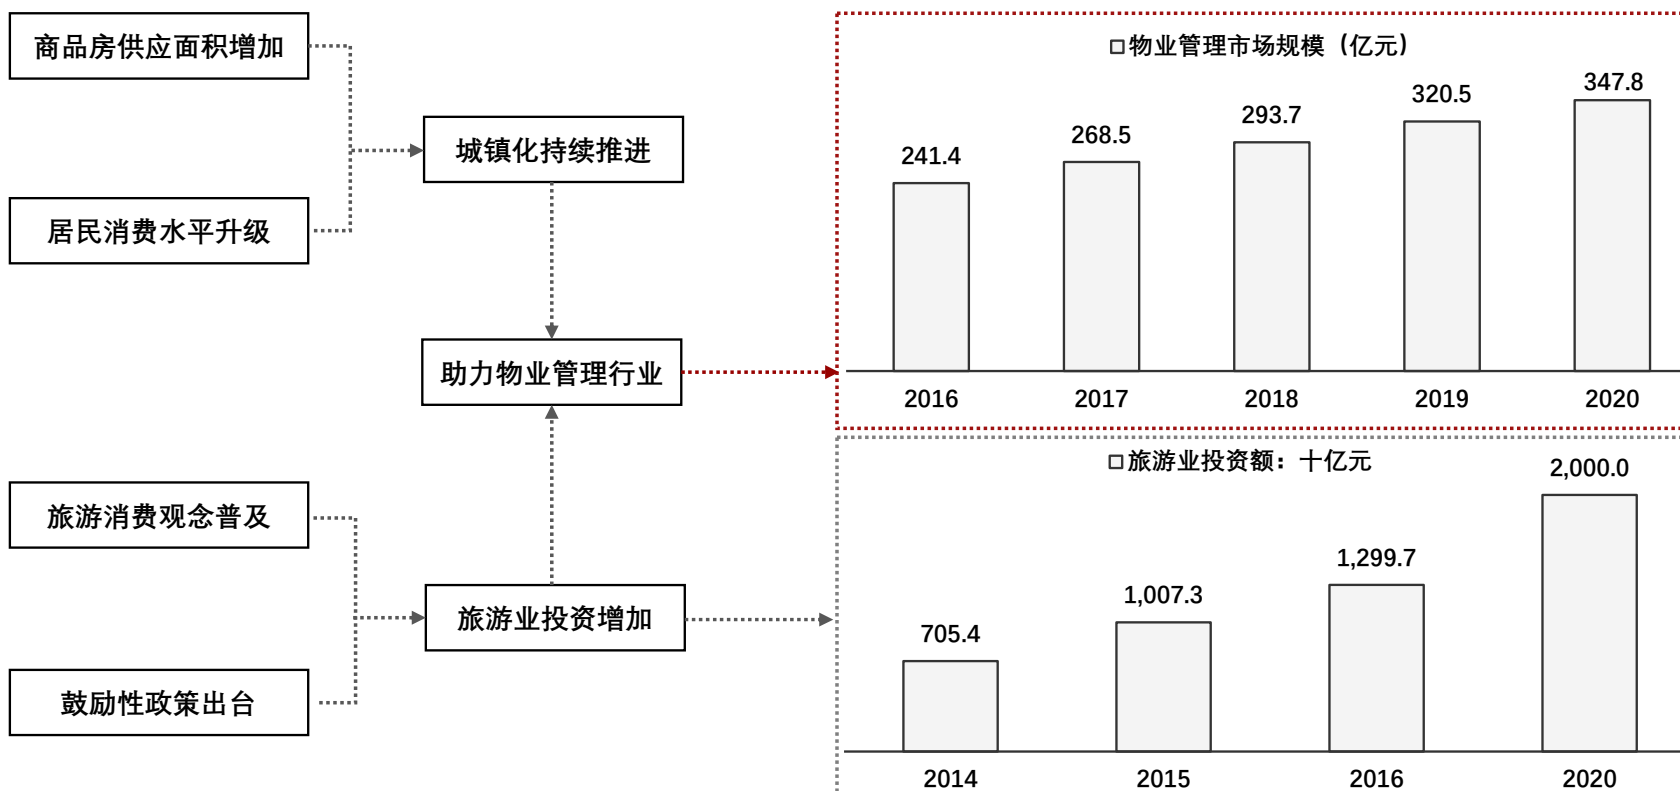 商品房供应面积增加
居民消费水平升级
城镇化持续推进
助力物业管理行业
旅游消费观念普及
鼓励性政策出台
旅游业投资增加
物业管理市场规模（亿元）
241.4
268.5
293.7
320.5
347.8
2016
2017
2018
2019
2020
旅游业投资额：十亿元
705.4
1,007.3
1,299.7
2,000.0
2014
2015
2016
2020